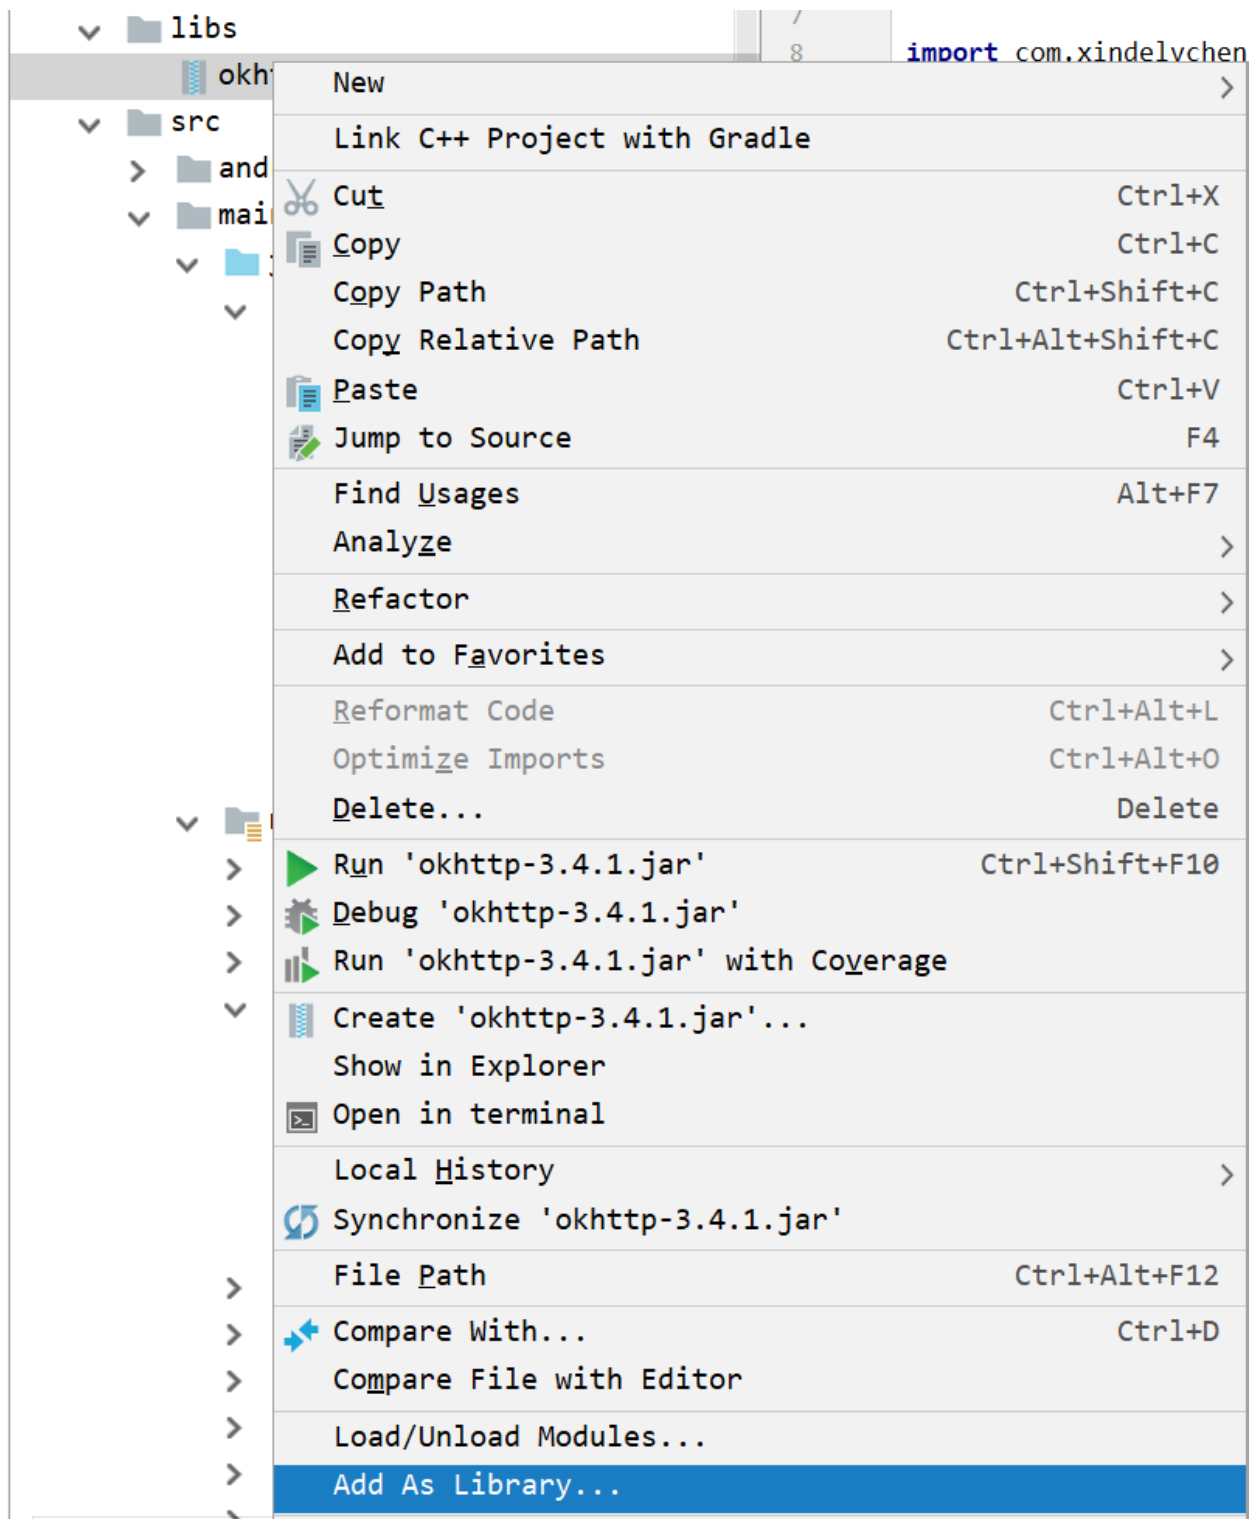 libs
7
8
import com.xindelvchen
New
src
Link C++ Project with Gradle
Cut Ctrl+X
Copy Ctrl+C
Copy Path Ctrl+Shift+C
Copy Relative Path Ctrl+Alt+Shift+C
Paste Ctrl+V
Jump to Source F4
Find Usages Alt+F7
Analyze
Refactor
Add to Favorites
Reformat Code Ctrl+Alt+L
Optimize Imports Ctrl+Alt+O
Delete... Delete
Run 'okhttp-3.4.1.jar' Ctrl+Shift+F10
Debug 'okhttp-3.4.1.jar'
Run 'okhttp-3.4.1.jar' with Coverage
Create 'okhttp-3.4.1.jar'...
Show in Explorer
Open in terminal
Local History
Synchronize 'okhttp-3.4.1.jar'
File Path Ctrl+Alt+F12
Compare With... Ctrl+D
Compare File with Editor
Load/Unload Modules...
Add As Library...